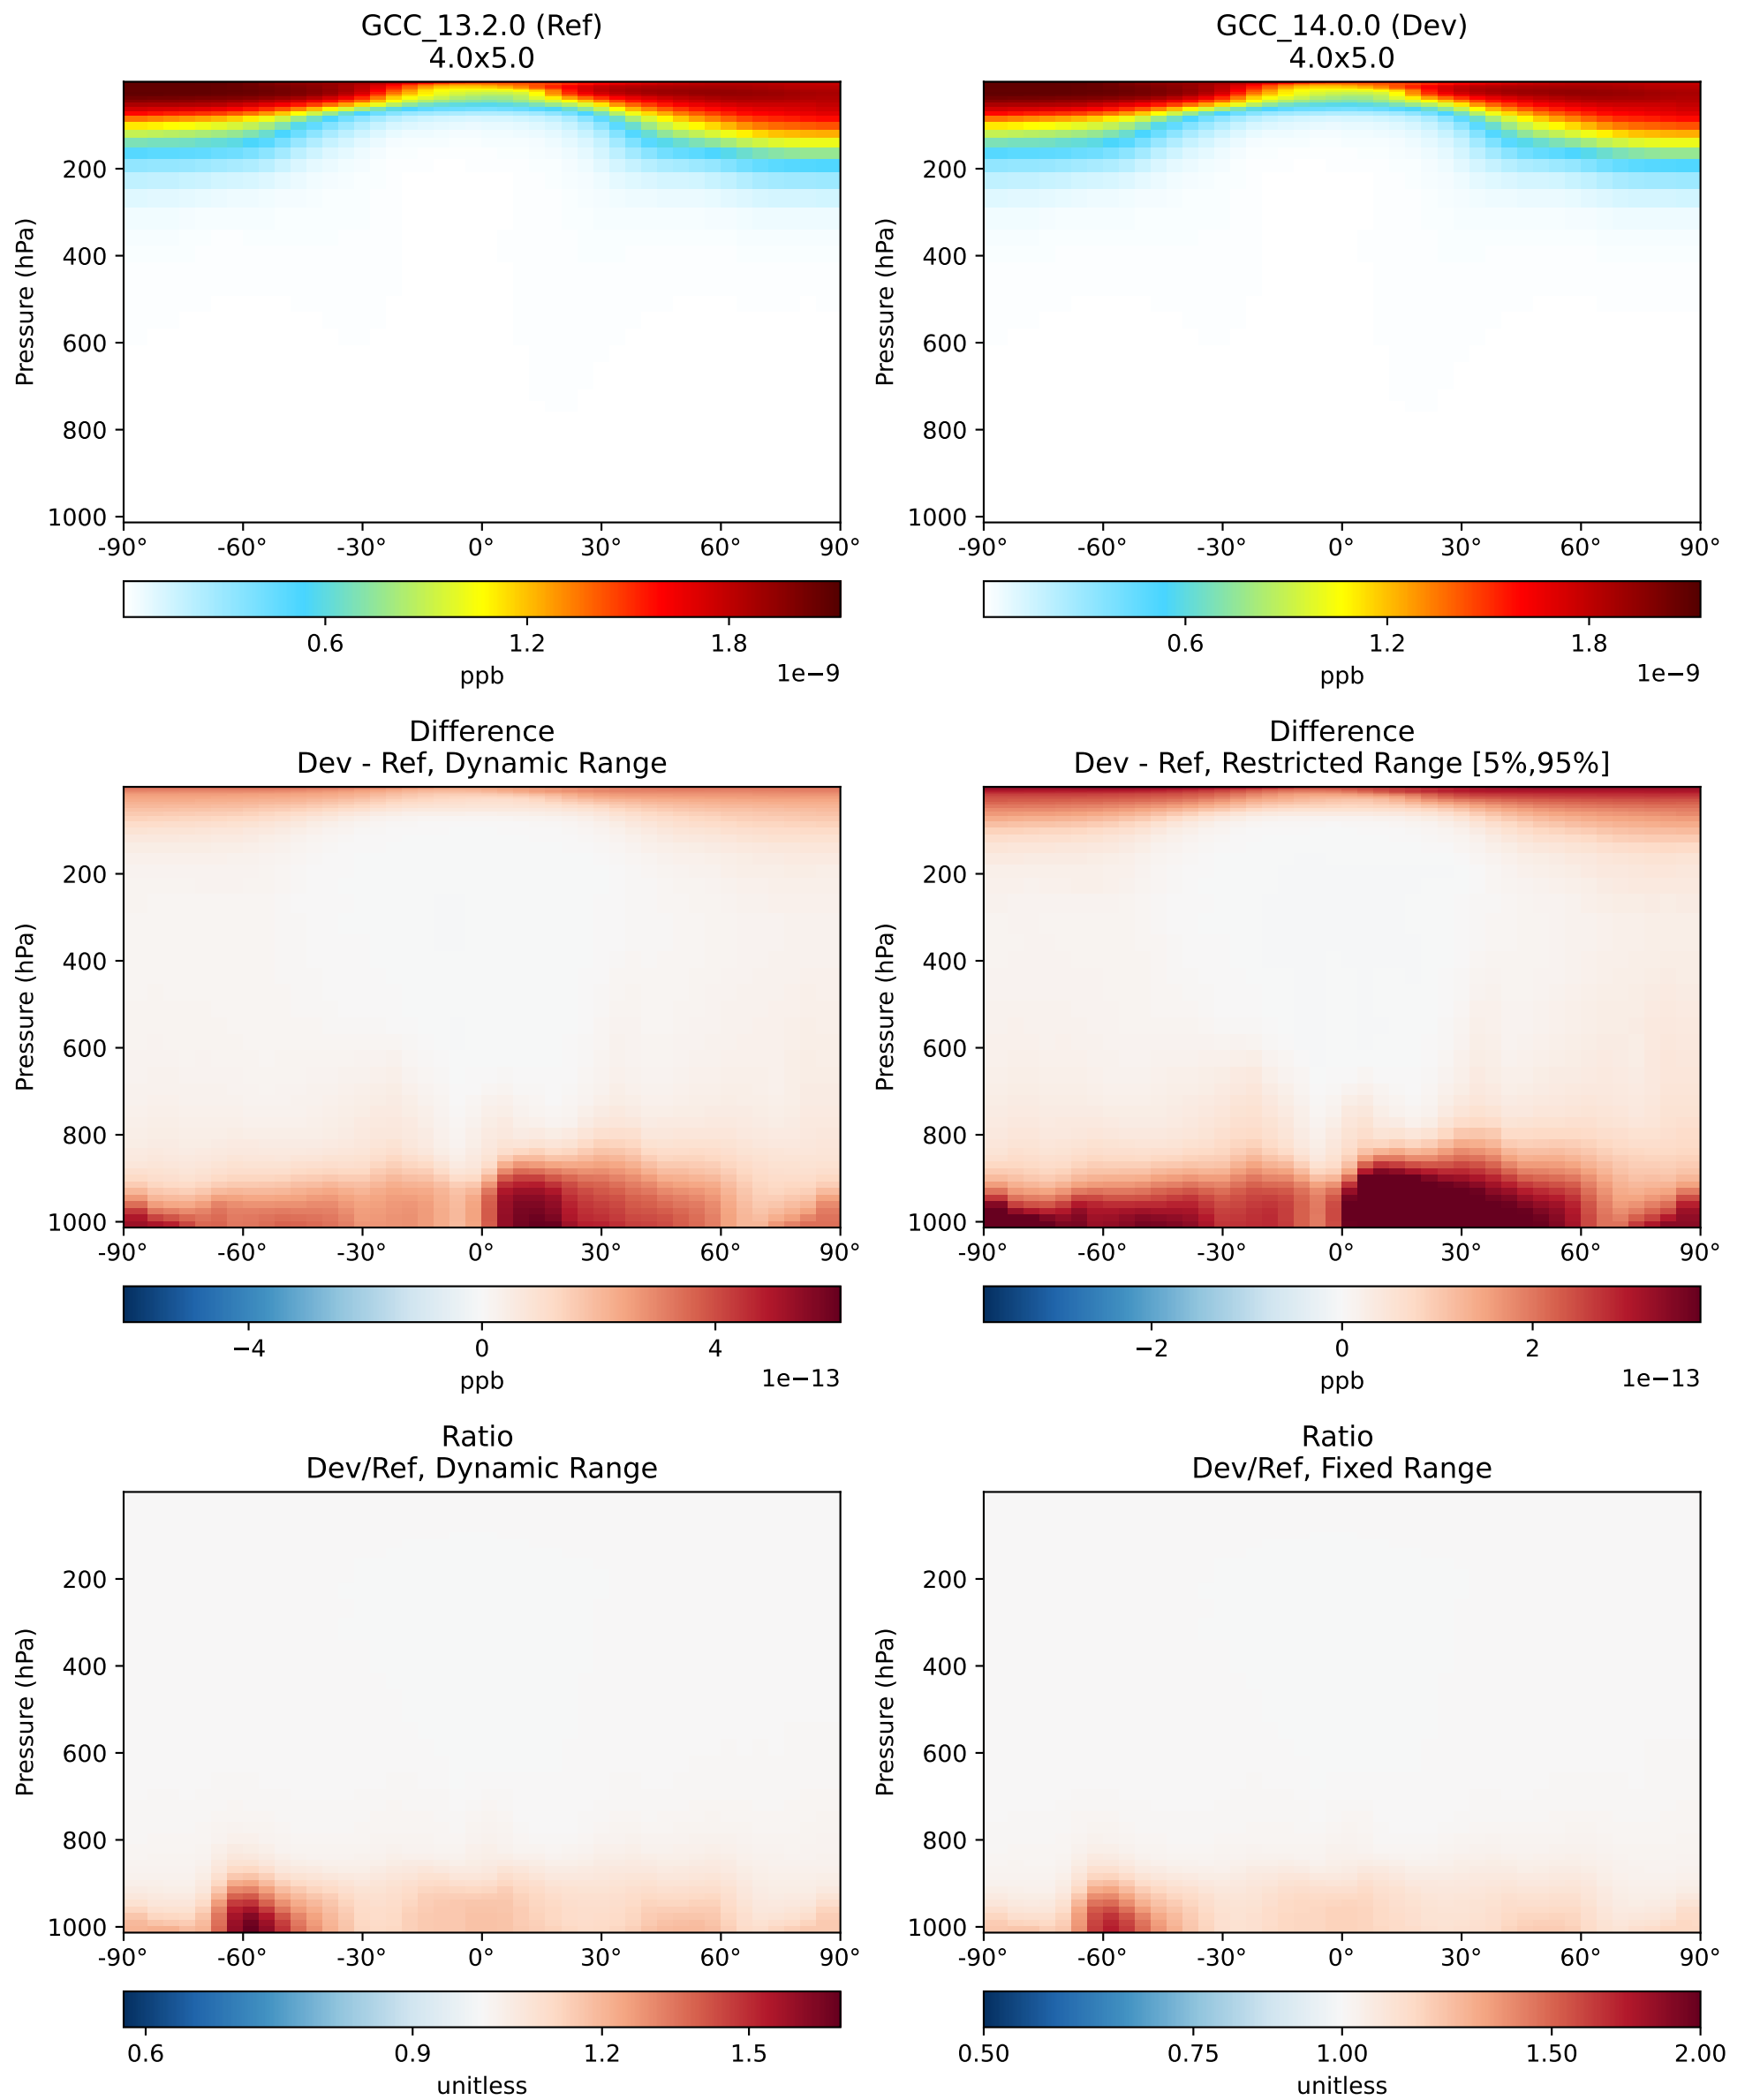 GCC_13.2.0 (Ref)
4.0x5.0
Pressure (hPa)
200
400
600
800
1000
-90° -60° -30° 0° 30° 60° 90°
0.6 1.2 1.8
ppb
1e−9
GCC_14.0.0 (Dev)
4.0x5.0
Pressure (hPa)
200
400
600
800
1000
-90° -60° -30° 0° 30° 60° 90°
0.6 1.2 1.8
ppb
1e−9
Difference
Dev - Ref, Dynamic Range
Pressure (hPa)
200
400
600
800
1000
-90° -60° -30° 0° 30° 60° 90°
−4 0 4
ppb
1e−13
Difference
Dev - Ref, Restricted Range [5%,95%]
Pressure (hPa)
200
400
600
800
1000
-90° -60° -30° 0° 30° 60° 90°
−2 0 2
ppb
1e−13
Ratio
Dev/Ref, Dynamic Range
Pressure (hPa)
200
400
600
800
1000
-90° -60° -30° 0° 30° 60° 90°
0.6 0.9 1.2 1.5
unitless
Ratio
Dev/Ref, Fixed Range
Pressure (hPa)
200
400
600
800
1000
-90° -60° -30° 0° 30° 60° 90°
0.50 0.75 1.00 1.50 2.00
unitless